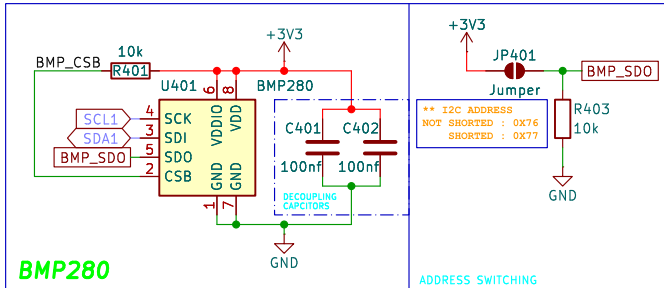 10k
BMP_CSB
R401
+3V3
U401
BMP280
6
8
VDDIO
VDD
SCL1
4
SCK
SDA1
3
SDI
BMP_SDO
5
SDO
2
CSB
GND
GND
1
7
C401
C402
100nf
100nf
DECOUPLING
CAPCITORS
GND
BMP280
+3V3
JP401
Jumper
BMP_SDO
** I2C ADDRESS
NOT SHORTED : 0X76
SHORTED : 0X77
R403
10k
GND
ADDRESS SWITCHING